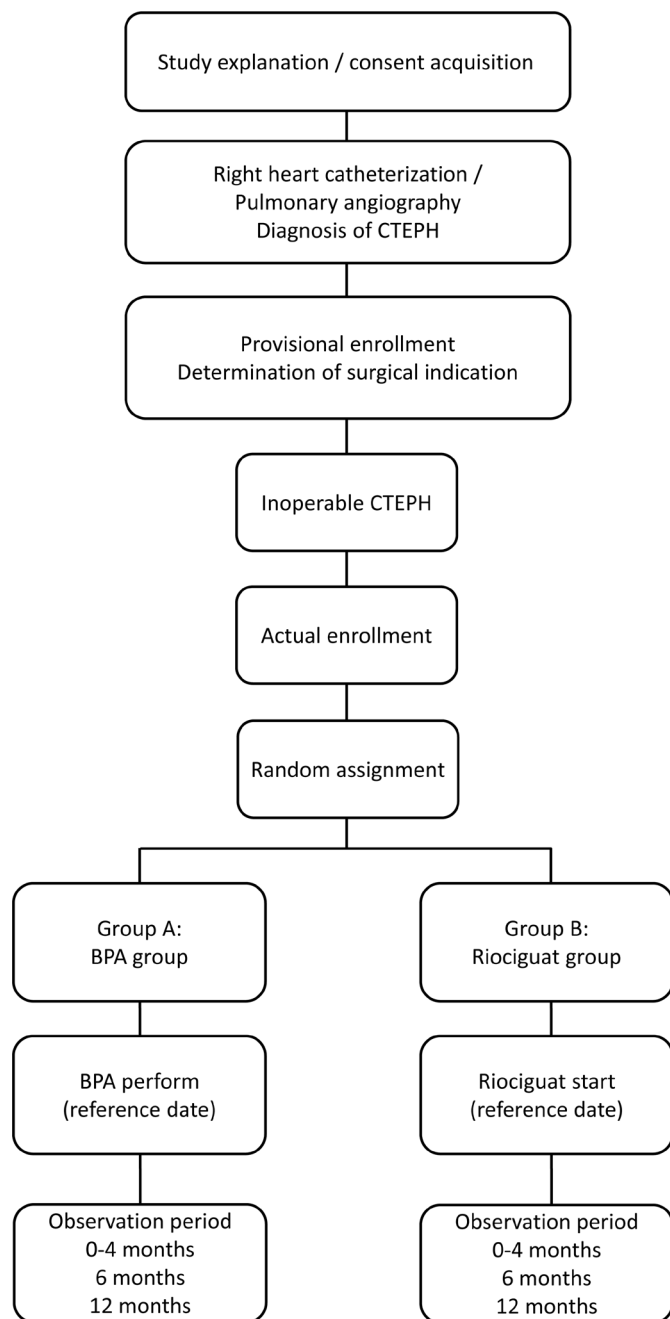 Study explanation / consent acquisition
Right heart catheterization /
Pulmonary angiography
Diagnosis of CTEPH
Provisional enrollment
Determination of surgical indication
Inoperable CTEPH
Actual enrollment
Random assignment
Group A:
BPA group
Group B:
Riociguat group
BPA perform
(reference date)
Riociguat start
(reference date)
Observation period
0-4 months
6 months
12 months
Observation period
0-4 months
6 months
12 months